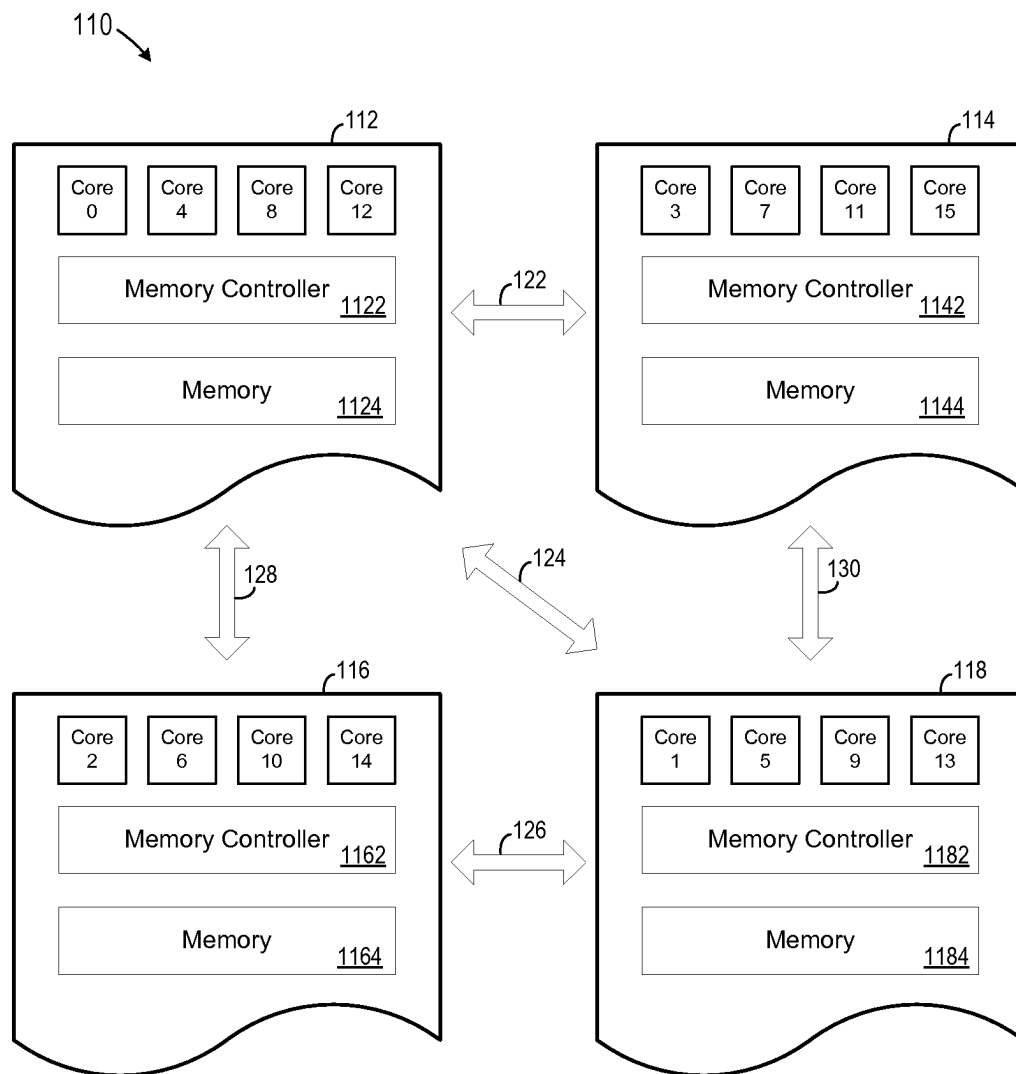 110
112
Core 0
Core 4
Core 8
Core 12
Memory Controller
1122
Memory
1124
114
Core 3
Core 7
Core 11
Core 15
Memory Controller
1142
Memory
1144
122
128
124
130
116
Core 2
Core 6
Core 10
Core 14
Memory Controller
1162
Memory
1164
126
118
Core 1
Core 5
Core 9
Core 13
Memory Controller
1182
Memory
1184